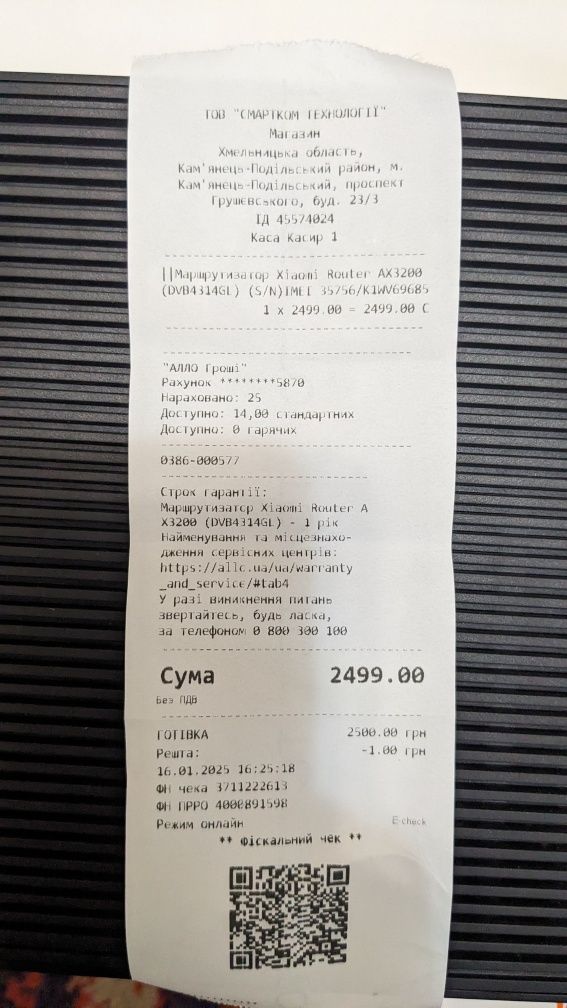 ТОВ "СМАРТКОМ ТЕХНОЛОГІЇ"
Магазин
Хмельницька область,
Кам'янець-Подільський район, м.
Кам'янець-Подільський, проспект
Грушевського, буд. 23/3
ІД 45574024
Каса Касир 1
||Маршрутизатор Xiaomi Router AX3200
(DVB4314GL) (S/N)IMEI 35756/K1WV69685
1 x 2499.00 = 2499.00 С
"АЛЛО Гроші"
Рахунок ********5870
Нараховано: 25
Доступно: 14,00 стандартних
Доступно: 0 гарячих
0386-000577
Строк гарантії:
Маршрутизатор Xiaomi Router A
X3200 (DVB4314GL) - 1 рік
Найменування та місцезнахо-
дження сервісних центрів:
https://allo.ua/ua/warranty
_and_service/#tab4
У разі виникнення питань
звертайтесь, будь ласка,
за телефоном 0 800 300 100
Сума 2499.00
Без ПДВ
ГОТІВКА 2500.00 грн
Решта: -1.00 грн
16.01.2025 16:25:18
ФН чека 3711222613
ФН ПРРО 4000891598
Режим онлайн E-check
** Фіскальний чек **